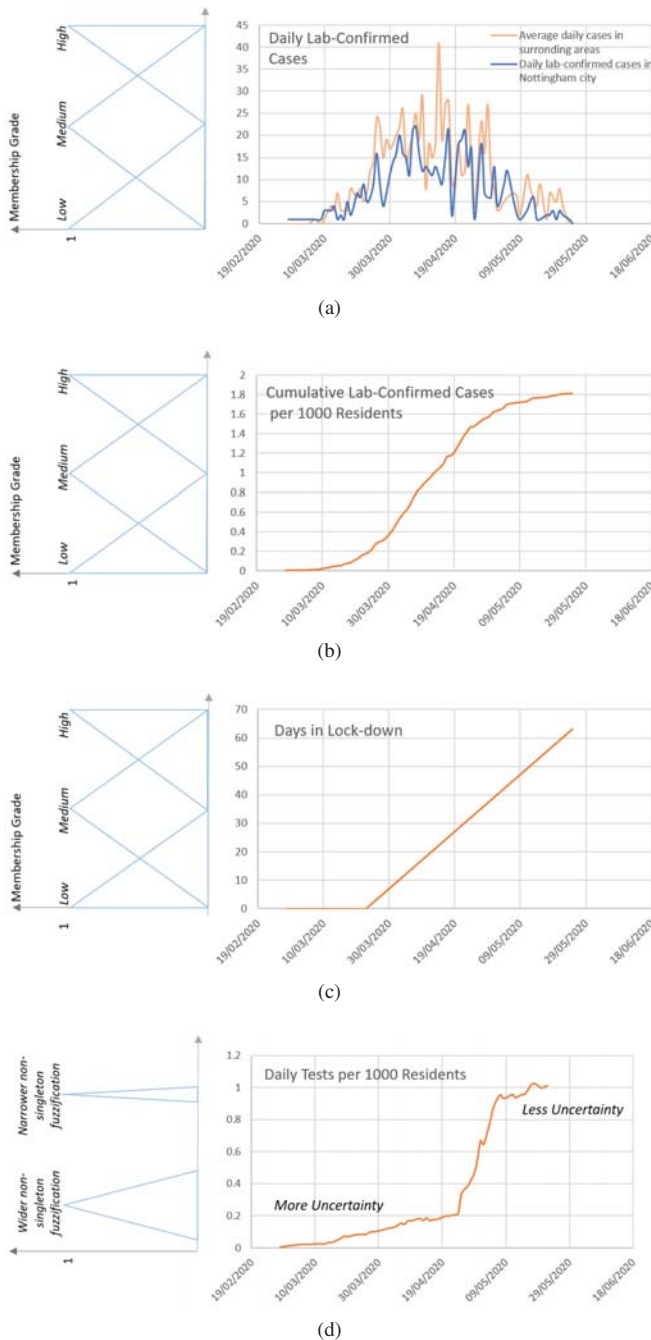 Membership Grade
1
Low
Medium
High
Daily Lab-Confirmed
Cases
Average daily cases in
surronding areas
Daily lab-confirmed cases in
Nottingham city
45
40
35
30
25
20
15
10
5
0
19/02/2020
10/03/2020
30/03/2020
19/04/2020
09/05/2020
29/05/2020
18/06/2020
(a)
Membership Grade
1
Low
Medium
High
Cumulative Lab-Confirmed Cases
per 1000 Residents
2
1.8
1.6
1.4
1.2
1
0.8
0.6
0.4
0.2
0
19/02/2020
10/03/2020
30/03/2020
19/04/2020
09/05/2020
29/05/2020
18/06/2020
(b)
Membership Grade
1
Low
Medium
High
Days in Lock-down
70
60
50
40
30
20
10
0
19/02/2020
10/03/2020
30/03/2020
19/04/2020
09/05/2020
29/05/2020
18/06/2020
(c)
1
Wider non-
singleton
fuzzification
Narrower non-
singleton
fuzzification
Daily Tests per 1000 Residents
Less Uncertainty
More Uncertainty
1.2
1
0.8
0.6
0.4
0.2
0
19/02/2020
10/03/2020
30/03/2020
19/04/2020
09/05/2020
29/05/2020
18/06/2020
(d)